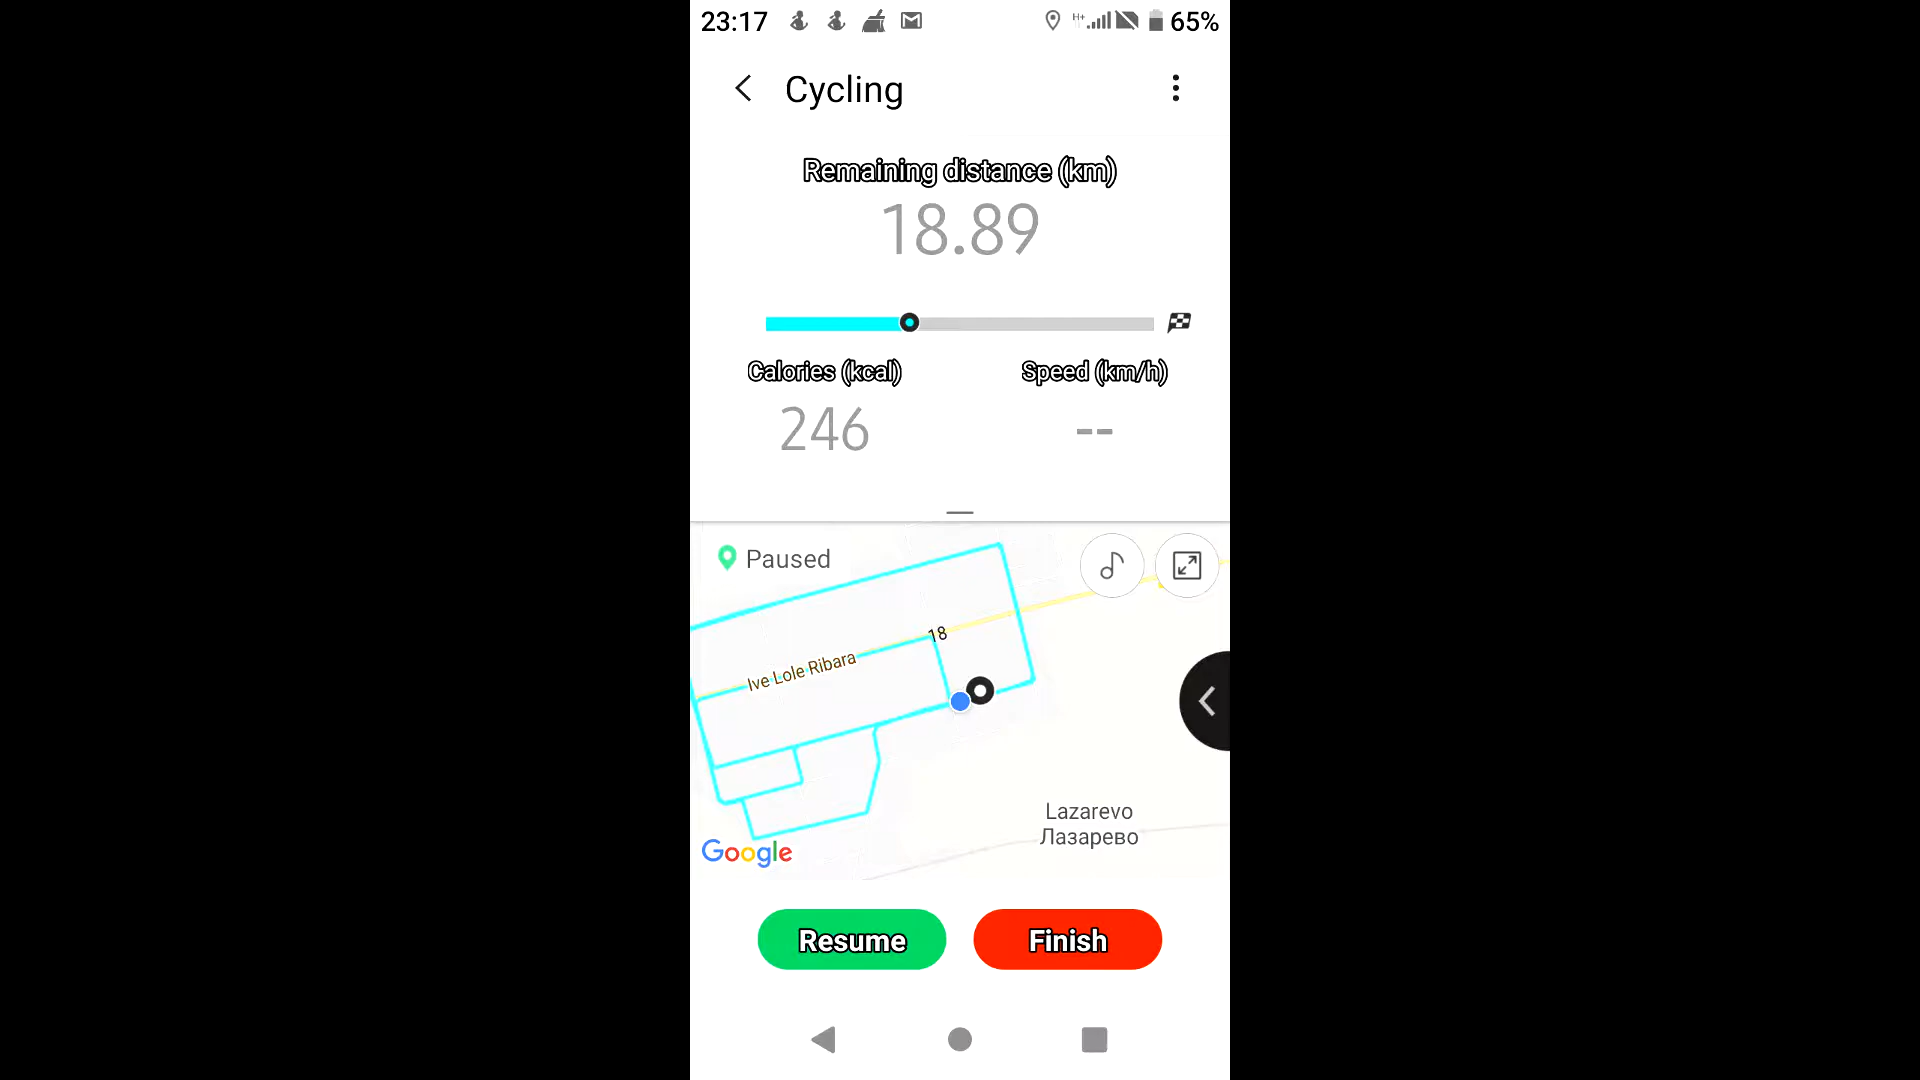 23:17
H+
65%
Cycling
Remaining distance (km)
18.89
Calories (kcal)
Speed (km/h)
246
--
Paused
18
Ive Lole Ribara
Lazarevo
Лазарево
Google
Resume
Finish